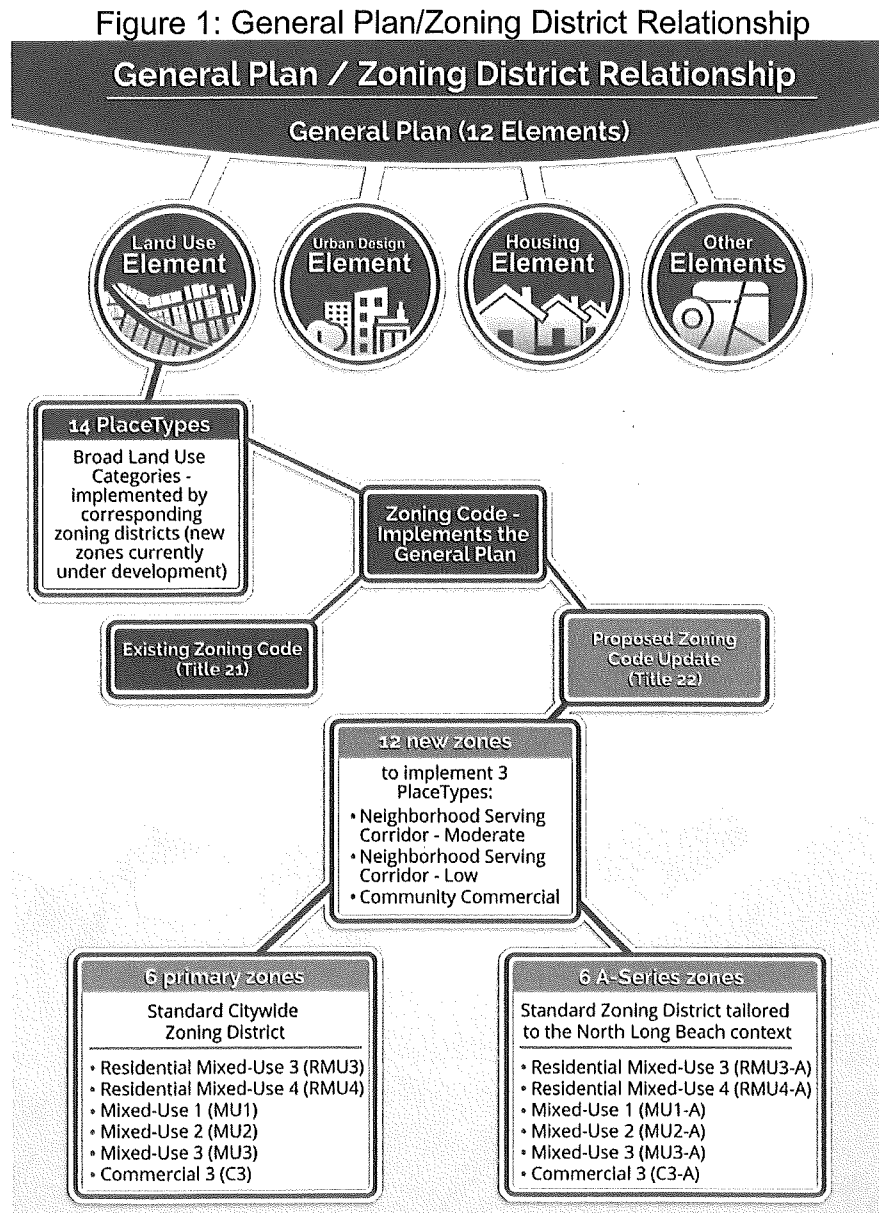 Figure 1: General Plan/Zoning District Relationship
General Plan / Zoning District Relationship
General Plan (12 Elements)
Land Use
Element
Urban Design
Element
Housing
Element
Other
Elements
14 PlaceTypes
Broad Land Use
Categories -
implemented by
corresponding
zoning districts (new
zones currently
under development)
Zoning Code -
Implements the
General Plan
Existing Zoning Code
(Title 21)
Proposed Zoning
Code Update
(Title 22)
12 new zones
to implement 3
PlaceTypes:
• Neighborhood Serving
Corridor - Moderate
• Neighborhood Serving
Corridor - Low
• Community Commercial
6 primary zones
Standard Citywide
Zoning District
• Residential Mixed-Use 3 (RMU3)
• Residential Mixed-Use 4 (RMU4)
• Mixed-Use 1 (MU1)
• Mixed-Use 2 (MU2)
• Mixed-Use 3 (MU3)
• Commercial 3 (C3)
6 A-Series zones
Standard Zoning District tailored
to the North Long Beach context
• Residential Mixed-Use 3 (RMU3-A)
• Residential Mixed-Use 4 (RMU4-A)
• Mixed-Use 1 (MU1-A)
• Mixed-Use 2 (MU2-A)
• Mixed-Use 3 (MU3-A)
• Commercial 3 (C3-A)